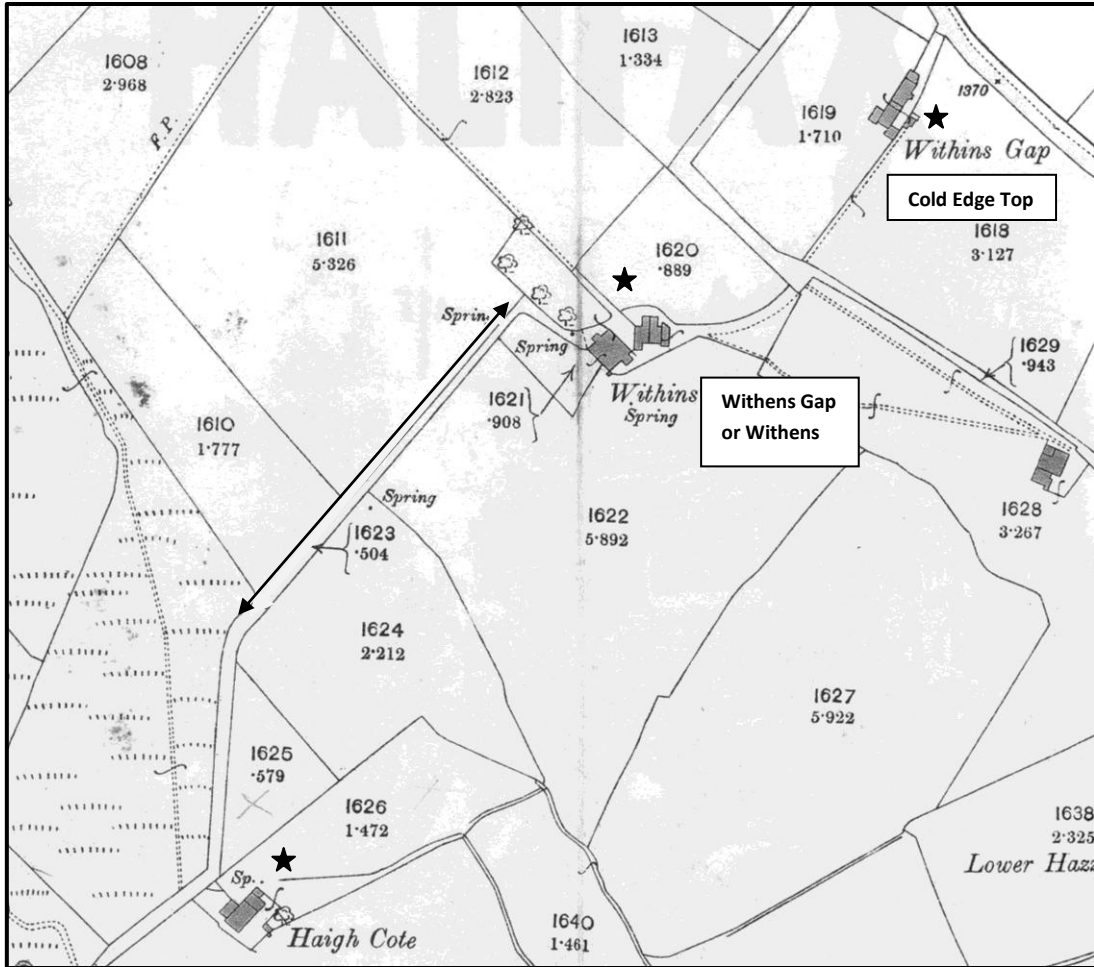 HALIFAX
1608
2·968
F. P.
1612
2·823
1613
1·334
1619
1·710
1370
Withins Gap
Cold Edge Top
1618
3·127
1611
5·326
1620
·889
Sprin
Spring
1621
·908
Withins
Spring
Withens Gap
or Withens
1629
·943
1610
1·777
Spring
1623
·504
1622
5·892
1628
3·267
1624
2·212
1627
5·922
1625
·579
1626
1·472
1638
2·325
Lower Hazz
Sp.
Haigh Cote
1640
1·461